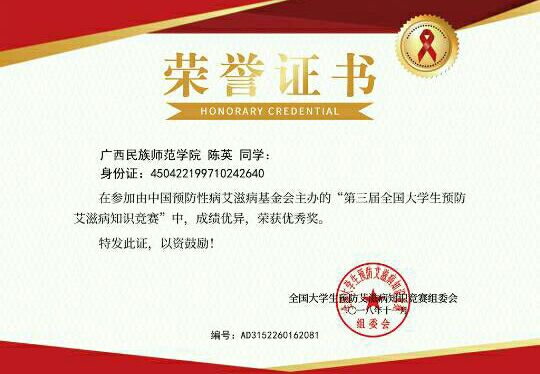 荣誉证书
HONORARY CREDENTIAL
广西民族师范学院 陈英 同学:
身份证:450422199710242640
在参加由中国预防性病艾滋病基金会主办的“第三届全国大学生预防
艾滋病知识竞赛”中，成绩优异，荣获优秀奖。
特发此证，以资鼓励！
全国大学生预防艾滋病知识竞赛组委会
二〇一八年十一月
组委会
编号: AD3152260162081